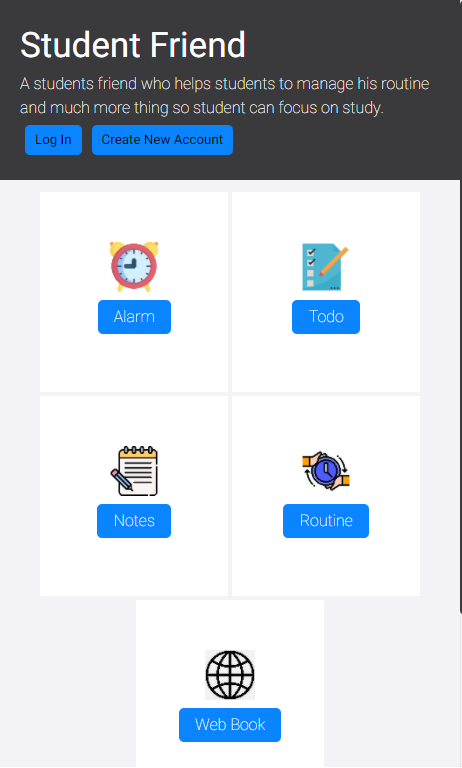 Student Friend
A students friend who helps students to manage his routine
and much more thing so student can focus on study.
Log In Create New Account
Alarm Todo
Notes Routine
Web Book